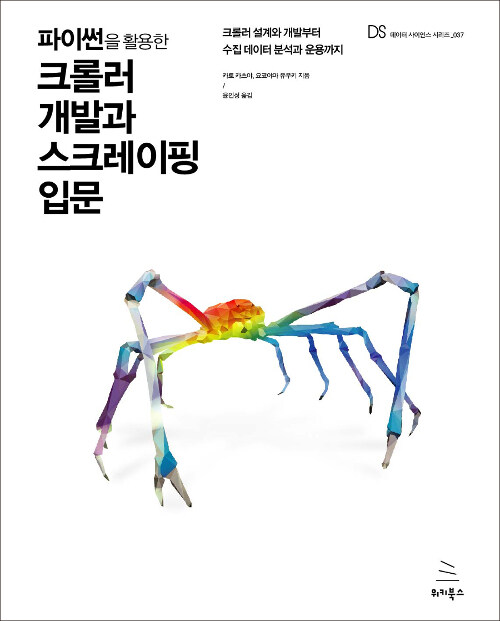 파이썬을 활용한
크롤러
개발과
스크레이핑
입문
크롤러 설계와 개발부터
수집 데이터 분석과 운용까지
카토 카츠야, 요코야마 유우키 지음
/
윤인성 옮김
DS 데이터 사이언스 시리즈_037
위키북스